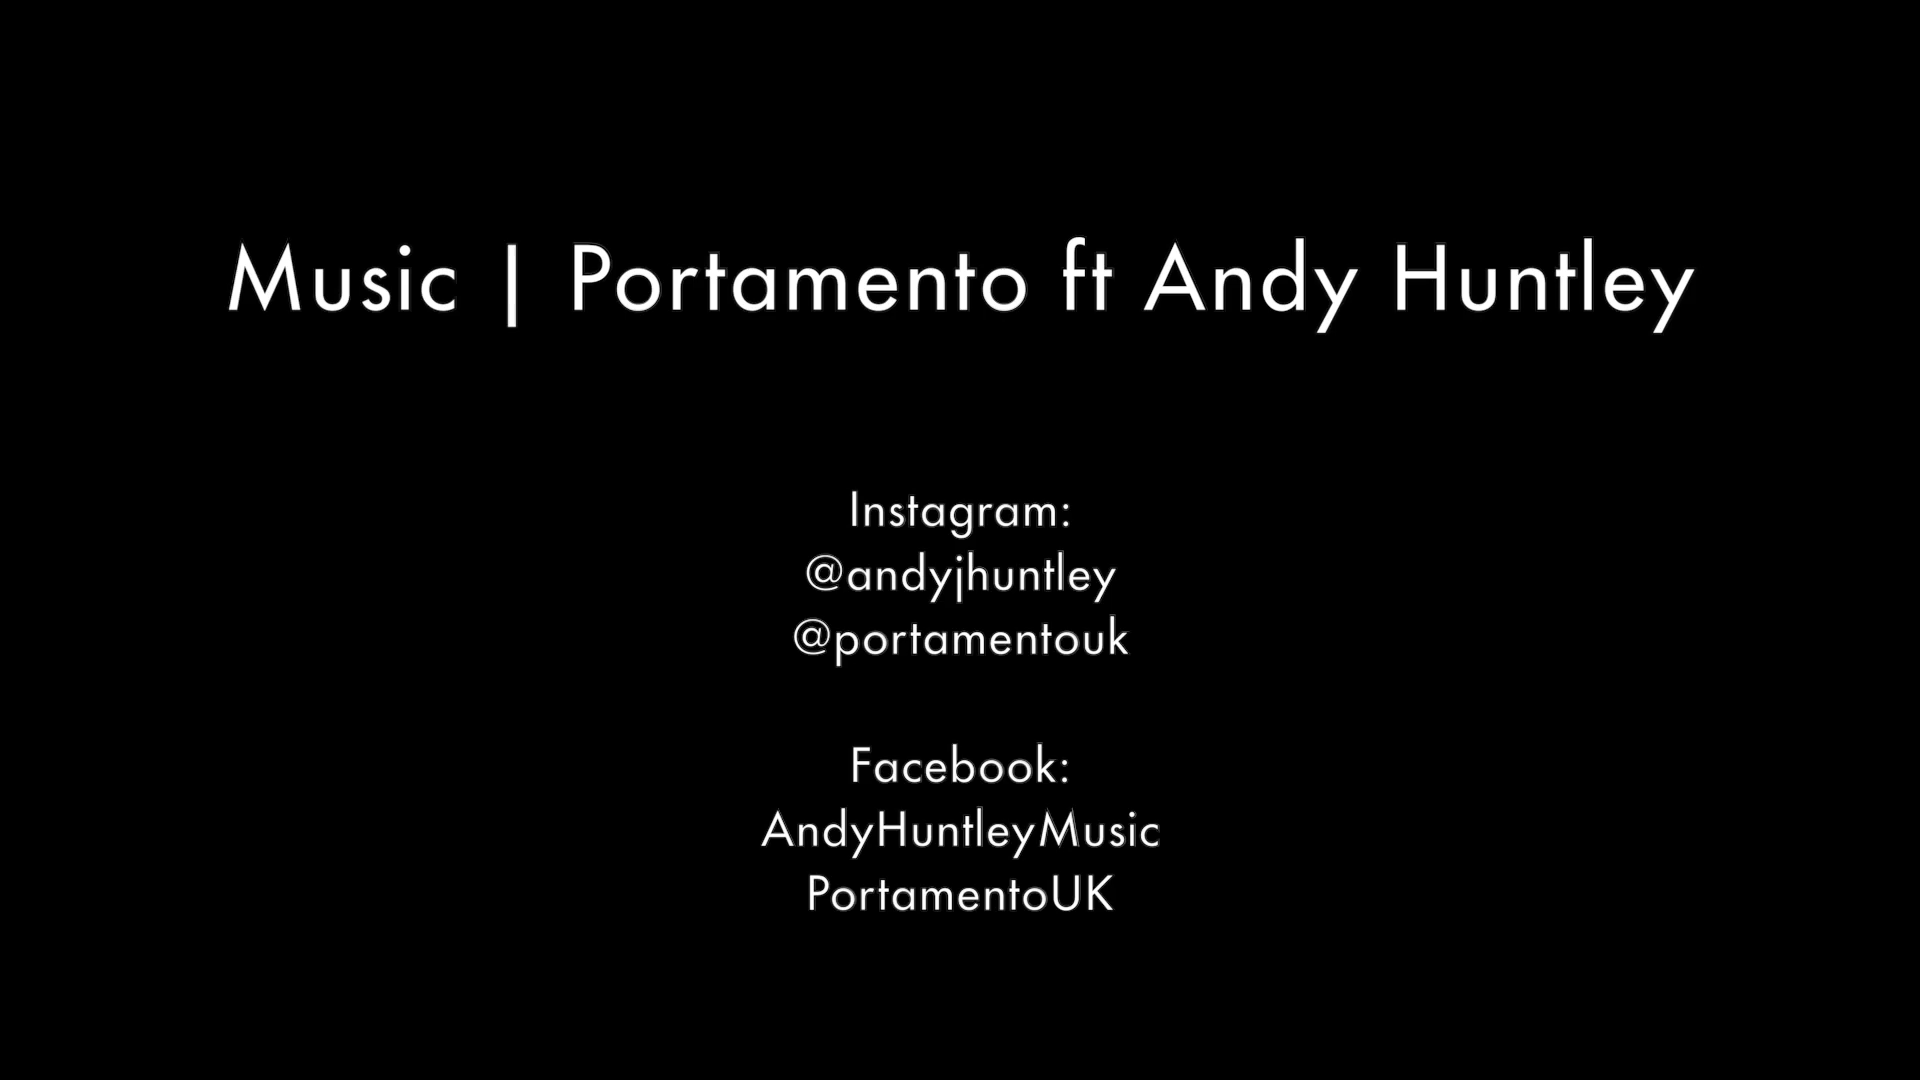 Music | Portamento ft Andy Huntley
Instagram:
@andyjhuntley
@portamentouk
Facebook:
AndyHuntleyMusic
PortamentoUK